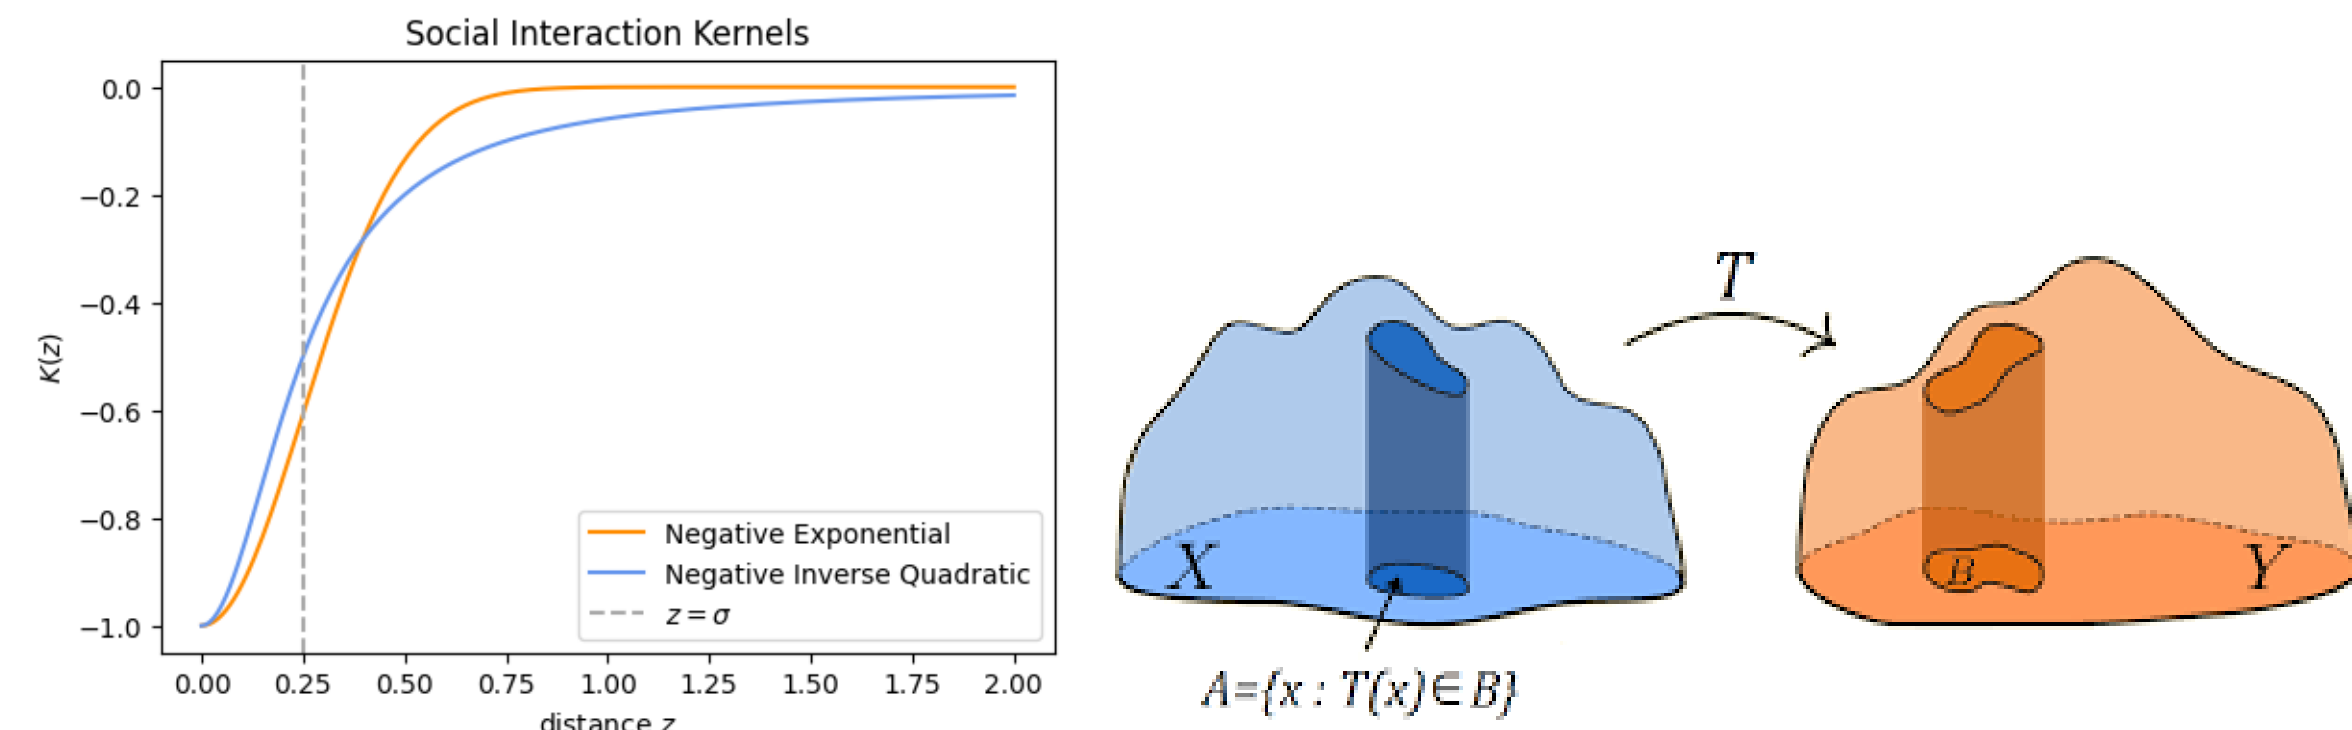 Social Interaction Kernels
0.0
−0.2
−0.4
−0.6
−0.8
−1.0
K(z)
Negative Exponential
Negative Inverse Quadratic
z = σ
0.00 0.25 0.50 0.75 1.00 1.25 1.50 1.75 2.00
distance z
T
X
B
Y
A={x : T(x)∈B}